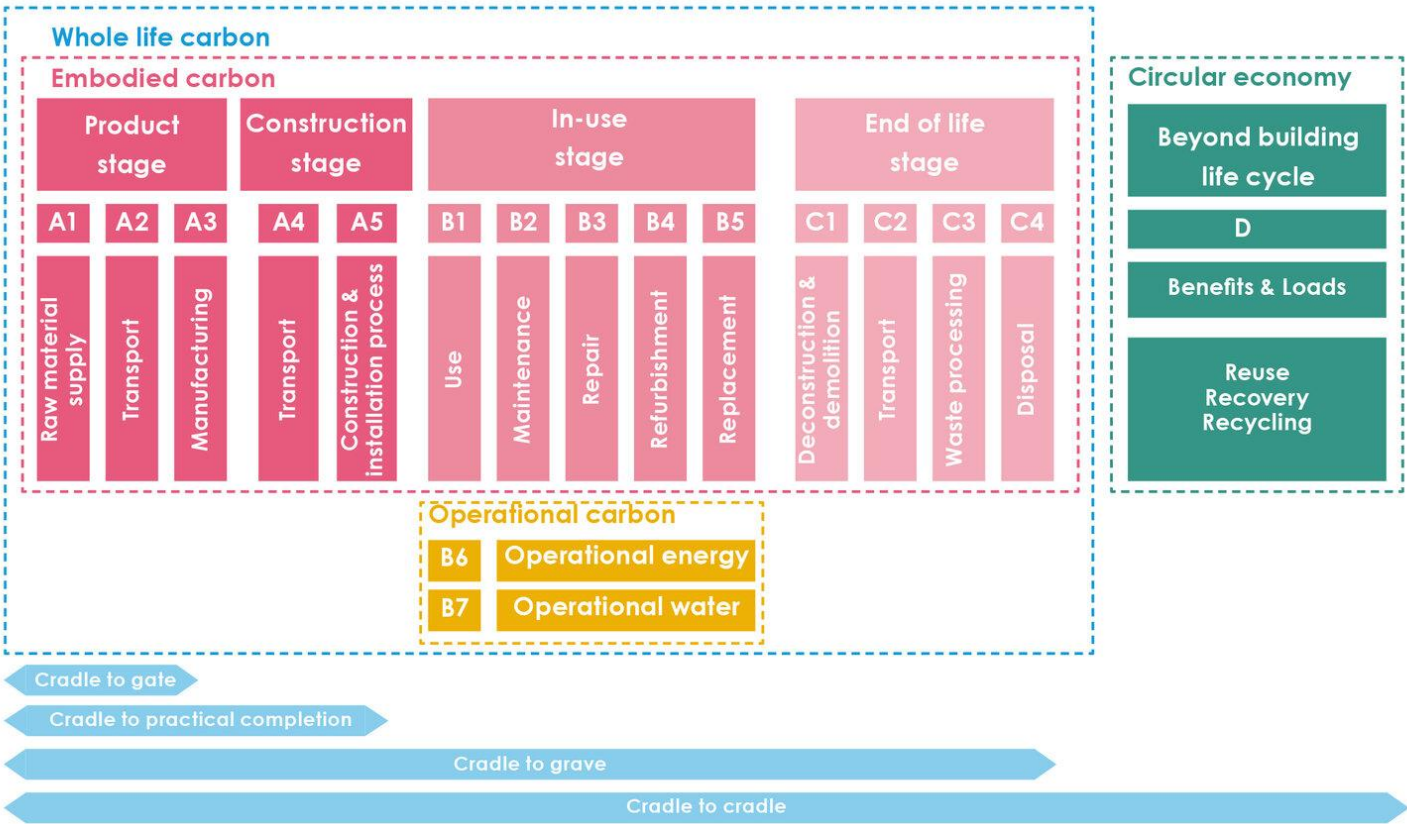 Whole life carbon
Embodied carbon
Circular economy
Product
stage
Construction
stage
In-use
stage
End of life
stage
Beyond building
life cycle
A1
A2
A3
A4
A5
B1
B2
B3
B4
B5
C1
C2
C3
C4
D
Raw material
supply
Transport
Manufacturing
Transport
Construction &
installation process
Use
Maintenance
Repair
Refurbishment
Replacement
Deconstruction &
demolition
Transport
Waste processing
Disposal
Benefits & Loads
Reuse
Recovery
Recycling
Operational carbon
B6
Operational energy
B7
Operational water
Cradle to gate
Cradle to practical completion
Cradle to grave
Cradle to cradle